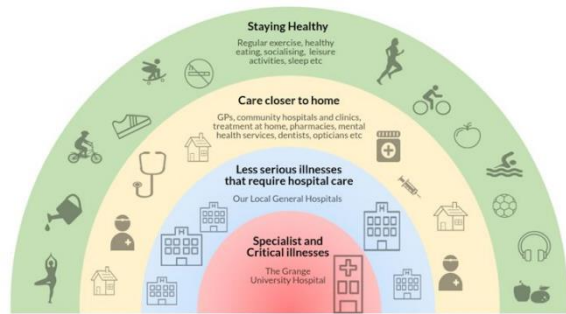 Staying Healthy
Regular exercise, healthy
eating, socialising, leisure
activities, sleep etc
Care closer to home
GPs, community hospitals and clinics,
treatment at home, pharmacies, mental
health services, dentists, opticians etc
Less serious illnesses
that require hospital care
Our Local General Hospitals
Specialist and
Critical illnesses
The Grange
University Hospital